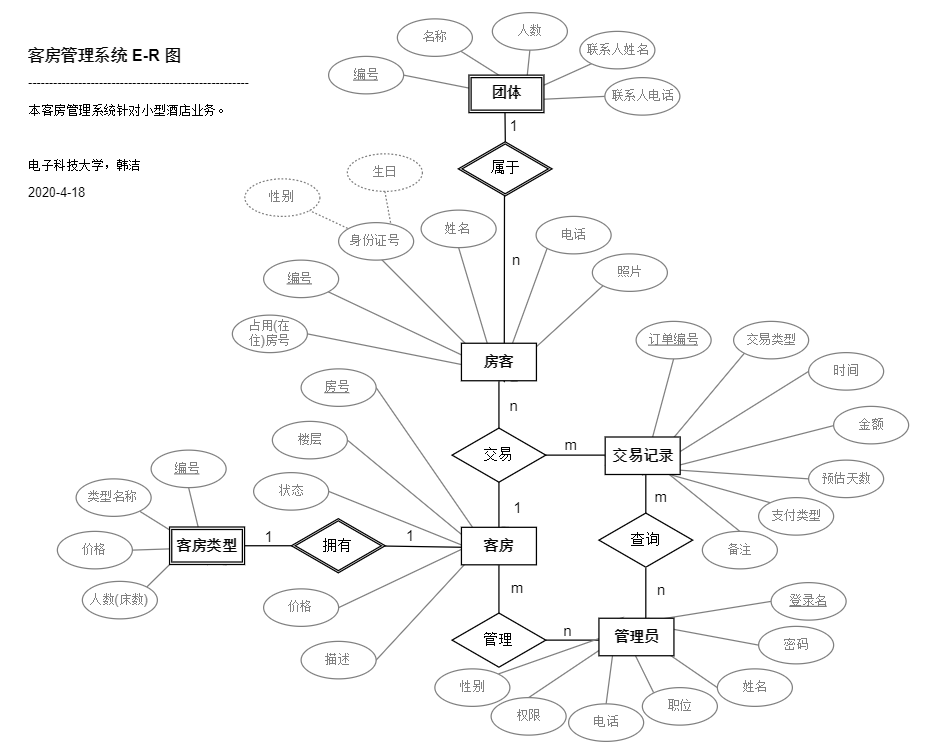 客房管理系统 E-R 图
本客房管理系统针对小型酒店业务。
电子科技大学，韩洁
2020-4-18
编号
名称
人数
联系人姓名
联系人电话
团体
1
属于
n
性别
生日
身份证号
姓名
电话
照片
编号
占用(在
住)房号
房客
n
交易
m
1
订单编号
交易类型
时间
金额
预估天数
支付类型
备注
交易记录
m
查询
n
房号
楼层
状态
价格
描述
客房
编号
类型名称
价格
人数(床数)
客房类型
1
拥有
1
m
管理
n
管理员
登录名
密码
姓名
职位
电话
权限
性别